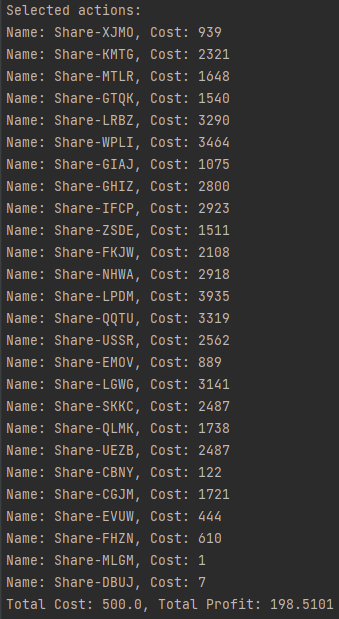 Selected actions:
Name: Share-XJMO, Cost: 939
Name: Share-KMTG, Cost: 2321
Name: Share-MTLR, Cost: 1648
Name: Share-GTQK, Cost: 1540
Name: Share-LRBZ, Cost: 3290
Name: Share-WPLI, Cost: 3464
Name: Share-GIAJ, Cost: 1075
Name: Share-GHIZ, Cost: 2800
Name: Share-IFCP, Cost: 2923
Name: Share-ZSDE, Cost: 1511
Name: Share-FKJW, Cost: 2108
Name: Share-NHWA, Cost: 2918
Name: Share-LPDM, Cost: 3935
Name: Share-QQTU, Cost: 3319
Name: Share-USSR, Cost: 2562
Name: Share-EMOV, Cost: 889
Name: Share-LGWG, Cost: 3141
Name: Share-SKKC, Cost: 2487
Name: Share-QLMK, Cost: 1738
Name: Share-UEZB, Cost: 2487
Name: Share-CBNY, Cost: 122
Name: Share-CGJM, Cost: 1721
Name: Share-EVUW, Cost: 444
Name: Share-FHZN, Cost: 610
Name: Share-MLGM, Cost: 1
Name: Share-DBUJ, Cost: 7
Total Cost: 500.0, Total Profit: 198.5101